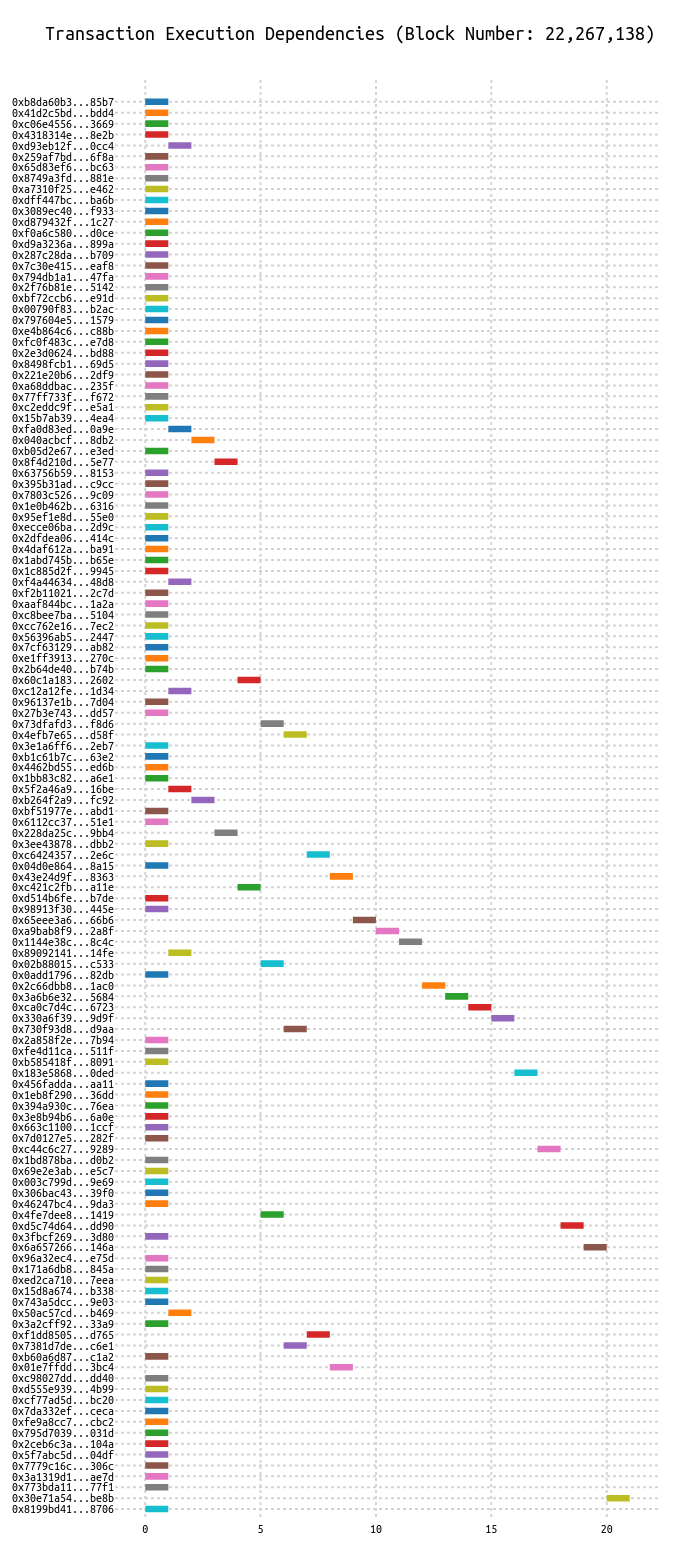 Transaction Execution Dependencies (Block Number: 22,267,138)
0xb8da60b3...85b7
0x41d2c5bd...bdd4
0xc06e4556...3669
0x4318314e...8e2b
0xd93eb12f...0cc4
0x259af7bd...6f8a
0x65d83ef6...bc63
0x8749a3fd...881e
0xa7310f25...e462
0xdff447bc...ba6b
0x3089ec40...f933
0xd879432f...1c27
0xf0a6c580...d0ce
0xd9a3236a...899a
0x287c28da...b709
0x7c30e415...eaf8
0x794db1a1...47fa
0x2f76b81e...5142
0xbf72ccb6...e91d
0x00790f83...b2ac
0x797604e5...1579
0xe4b864c6...c88b
0xfc0f483c...e7d8
0x2e3d0624...bd88
0x8498fcb1...69d5
0x221e20b6...2df9
0xa68ddbac...235f
0x77ff733f...f672
0xc2eddc9f...e5a1
0x15b7ab39...4ea4
0xfa0d83ed...0a9e
0x040acbcf...8db2
0xb05d2e67...e3ed
0x8f4d210d...5e77
0x63756b59...8153
0x395b31ad...c9cc
0x7803c526...9c09
0x1e0b462b...6316
0x95ef1e8d...55e0
0xecce06ba...2d9c
0x2dfdea06...414c
0x4daf612a...ba91
0x1abd745b...b65e
0x1c885d2f...9945
0xf4a44634...48d8
0xf2b11021...2c7d
0xaaf844bc...1a2a
0xc8bee7ba...5104
0xcc762e16...7ec2
0x56396ab5...2447
0x7cf63129...ab82
0xe1ff3913...270c
0x2b64de40...b74b
0x60c1a183...2602
0xc12a12fe...1d34
0x96137e1b...7d04
0x27b3e743...dd57
0x73dfafd3...f8d6
0x4efb7e65...d58f
0x3e1a6ff6...2eb7
0xb1c61b7c...63e2
0x4462bd55...ed6b
0x1bb83c82...a6e1
0x5f2a46a9...16be
0xb264f2a9...fc92
0xbf51977e...abd1
0x6112cc37...51e1
0x228da25c...9bb4
0x3ee43878...dbb2
0xc6424357...2e6c
0x04d0e864...8a15
0x43e24d9f...8363
0xc421c2fb...a11e
0xd514b6fe...b7de
0x98913f30...445e
0x65eee3a6...66b6
0xa9bab8f9...2a8f
0x1144e38c...8c4c
0x89092141...14fe
0x02b88015...c533
0x0add1796...82db
0x2c66dbb8...1ac0
0x3a6b6e32...5684
0xca0c7d4c...6723
0x330a6f39...9d9f
0x730f93d8...d9aa
0x2a858f2e...7b94
0xfe4d11ca...511f
0xb585418f...8091
0x183e5868...0ded
0x456fadda...aa11
0x1eb8f290...36dd
0x394a930c...76ea
0x3e8b94b6...6a0e
0x663c1100...1ccf
0x7d0127e5...282f
0xc44c6c27...9289
0x1bd878ba...d0b2
0x69e2e3ab...e5c7
0x003c799d...9e69
0x306bac43...39f0
0x46247bc4...9da3
0x4fe7dee8...1419
0xd5c74d64...dd90
0x3fbcf269...3d80
0x6a657266...146a
0x96a32ec4...e75d
0x171a6db8...845a
0xed2ca710...7eea
0x15d8a674...b338
0x743a5dcc...9e03
0x50ac57cd...b469
0x3a2cff92...33a9
0xf1dd8505...d765
0x7381d7de...c6e1
0xb60a6d87...c1a2
0x01e7ffdd...3bc4
0xc98027dd...dd40
0xd555e939...4b99
0xcf77ad5d...bc20
0x7da332ef...ceca
0xfe9a8cc7...cbc2
0x795d7039...031d
0x2ceb6c3a...104a
0x5f7abc5d...04df
0x7779c16c...306c
0x3a1319d1...ae7d
0x773bda11...77f1
0x30e71a54...be8b
0x8199bd41...8706
0 5 10 15 20